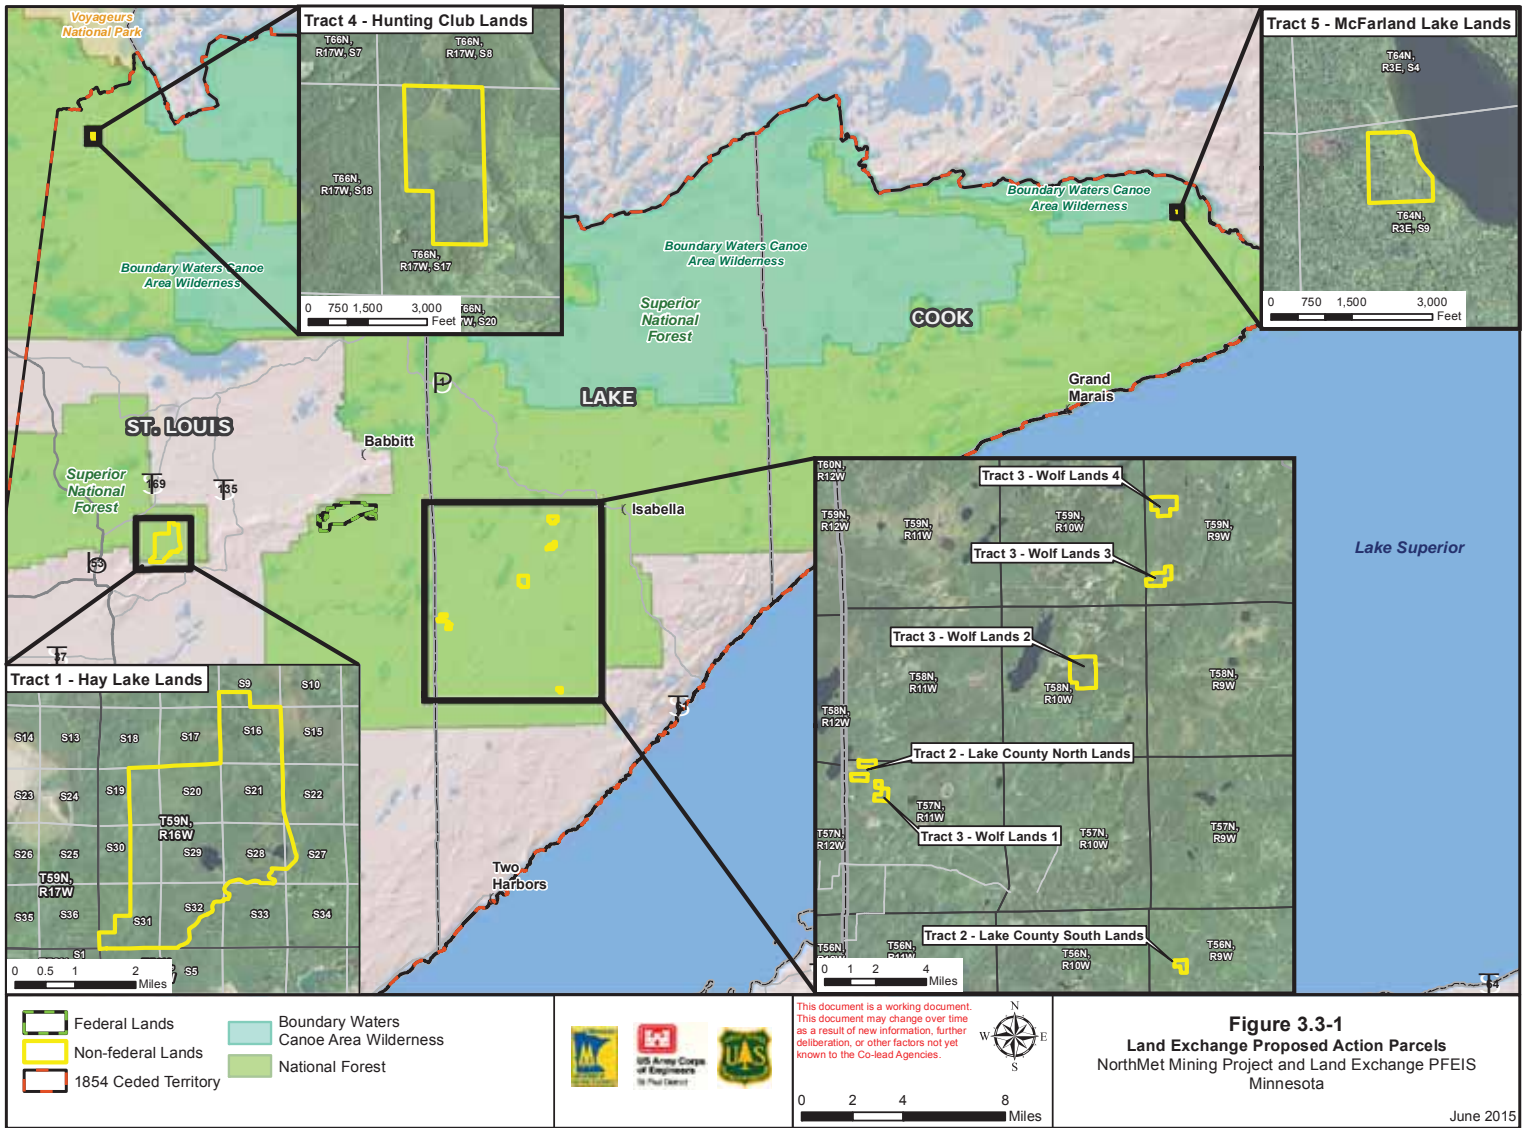 Voyageurs
National Park
Tract 4 - Hunting Club Lands
T66N,
R17W, S7
T66N,
R17W, S8
T66N,
R17W, S18
T66N,
R17W, S17
0 750 1,500 3,000
Feet
Tract 5 - McFarland Lake Lands
T64N,
R3E, S4
T64N,
R3E, S9
0 750 1,500 3,000
Feet
Boundary Waters Canoe
Area Wilderness
Boundary Waters Canoe
Area Wilderness
Boundary Waters Canoe
Area Wilderness
Superior
National
Forest
COOK
LAKE
Grand
Marais
1
ST. LOUIS
Babbitt
Superior
National
Forest
169
135
53
37
Isabella
Lake Superior
Two
Harbors
Tract 1 - Hay Lake Lands
S9
S10
S14
S13
S18
S17
S16
S15
S23
S24
S19
S20
S21
S22
T59N,
R16W
S26
S25
S30
S29
S28
S27
T59N,
R17W
S35
S36
S31
S32
S33
S34
S1
S5
0 0.5 1 2
Miles
T60N,
R12W
Tract 3 - Wolf Lands 4
T59N,
R12W
T59N,
R11W
T59N,
R10W
T59N,
R9W
Tract 3 - Wolf Lands 3
Tract 3 - Wolf Lands 2
T58N,
R11W
T58N,
R10W
T58N,
R9W
T58N,
R12W
Tract 2 - Lake County North Lands
T57N,
R11W
Tract 3 - Wolf Lands 1
T57N,
R12W
T57N,
R10W
T57N,
R9W
Tract 2 - Lake County South Lands
T56N,
T56N,
R11W
T56N,
R10W
T56N,
R9W
0 1 2 4
Miles
Federal Lands
Non-federal Lands
1854 Ceded Territory
Boundary Waters
Canoe Area Wilderness
National Forest
US Army Corps
of Engineers
St Paul District
UAS
This document is a working document.
This document may change over time
as a result of new information, further
deliberation, or other factors not yet
known to the Co-lead Agencies.
N
W E
S
0 2 4 8
Miles
Figure 3.3-1
Land Exchange Proposed Action Parcels
NorthMet Mining Project and Land Exchange PFEIS
Minnesota
June 2015